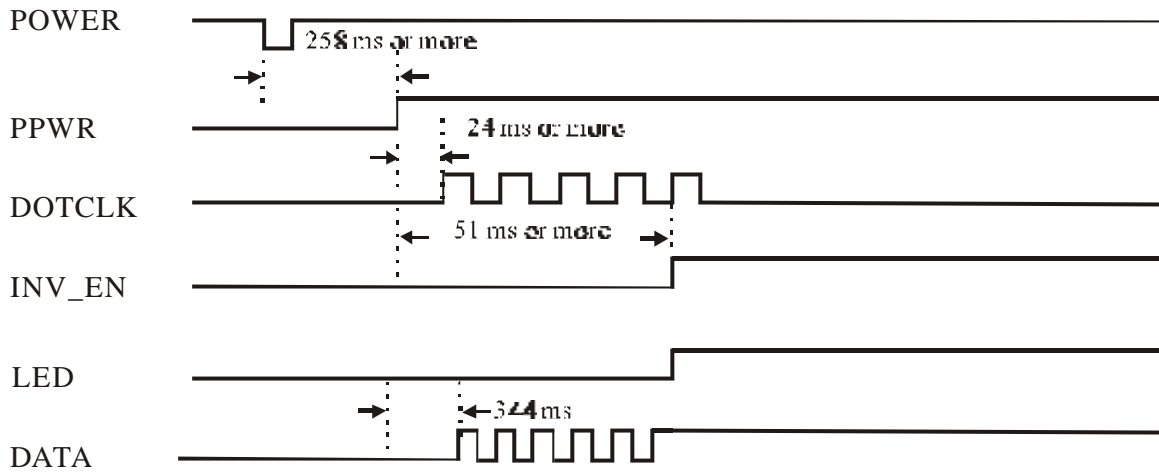 POWER
258 ms or more
PPWR
24 ms or more
DOTCLK
51 ms or more
INV_EN
LED
ms
DATA